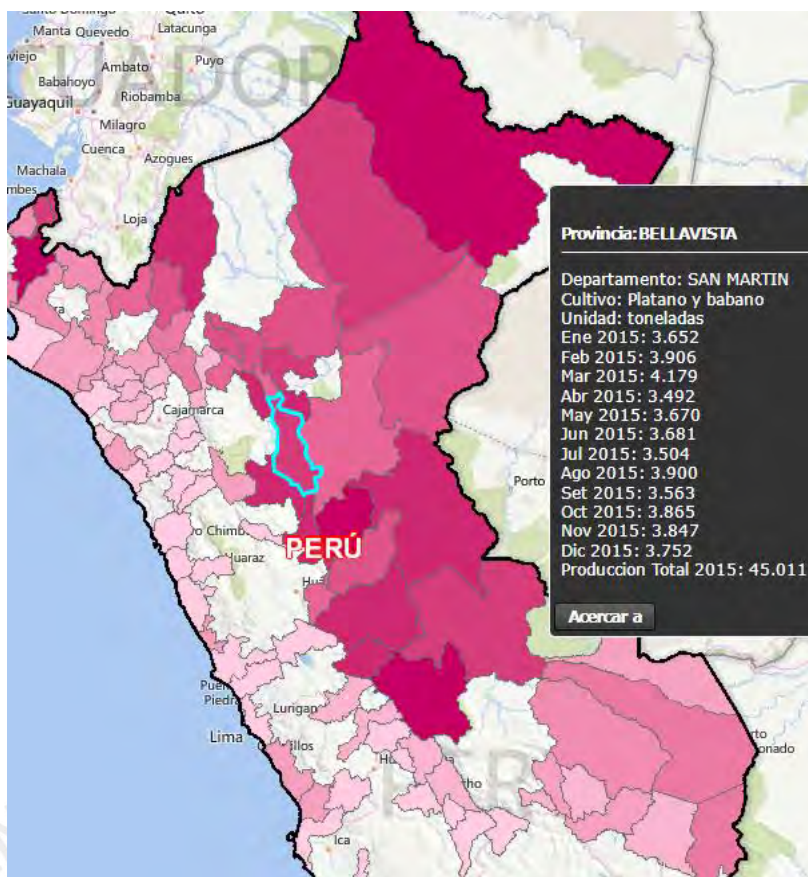 Quito
Manta Quevedo Latacunga
Ambato Puyo
Babahoyo
Riobamba
Guayaquil
Milagro
Cuenca
Azogues
Machala
Loja
Cajamarca
PERÚ
Huaraz
Lima
Ica
Porto
Provincia: BELLAVISTA
Departamento: SAN MARTIN
Cultivo: Platano y babano
Unidad: toneladas
Ene 2015: 3.652
Feb 2015: 3.906
Mar 2015: 4.179
Abr 2015: 3.492
May 2015: 3.670
Jun 2015: 3.681
Jul 2015: 3.504
Ago 2015: 3.900
Set 2015: 3.563
Oct 2015: 3.865
Nov 2015: 3.847
Dic 2015: 3.752
Produccion Total 2015: 45.011
Acercar a